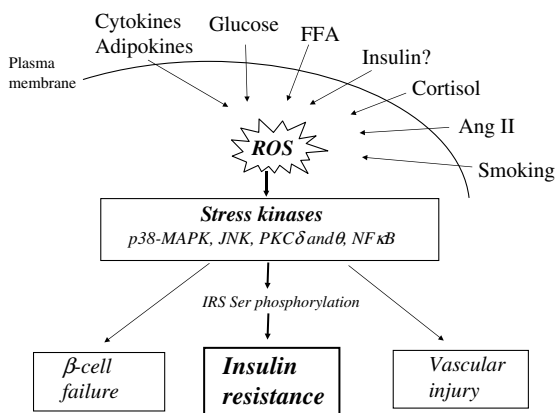 Cytokines
Adipokines
Glucose
FFA
Insulin?
Cortisol
Ang II
Smoking
Plasma
membrane
ROS
Stress kinases
p38-MAPK, JNK, PKCδ andθ, NFκB
IRS Ser phosphorylation
β-cell
failure
Insulin
resistance
Vascular
injury